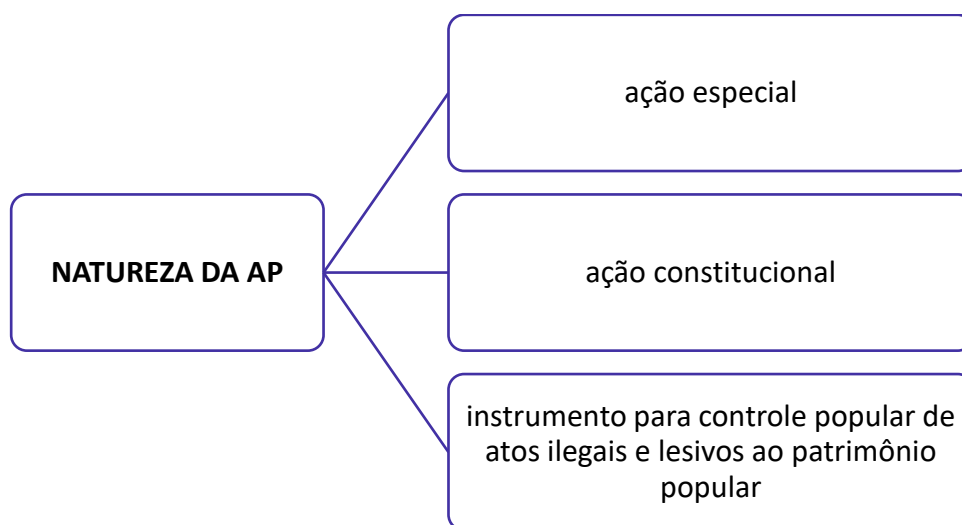 ação especial
NATUREZA DA AP
ação constitucional
instrumento para controle popular de
atos ilegais e lesivos ao patrimônio
popular